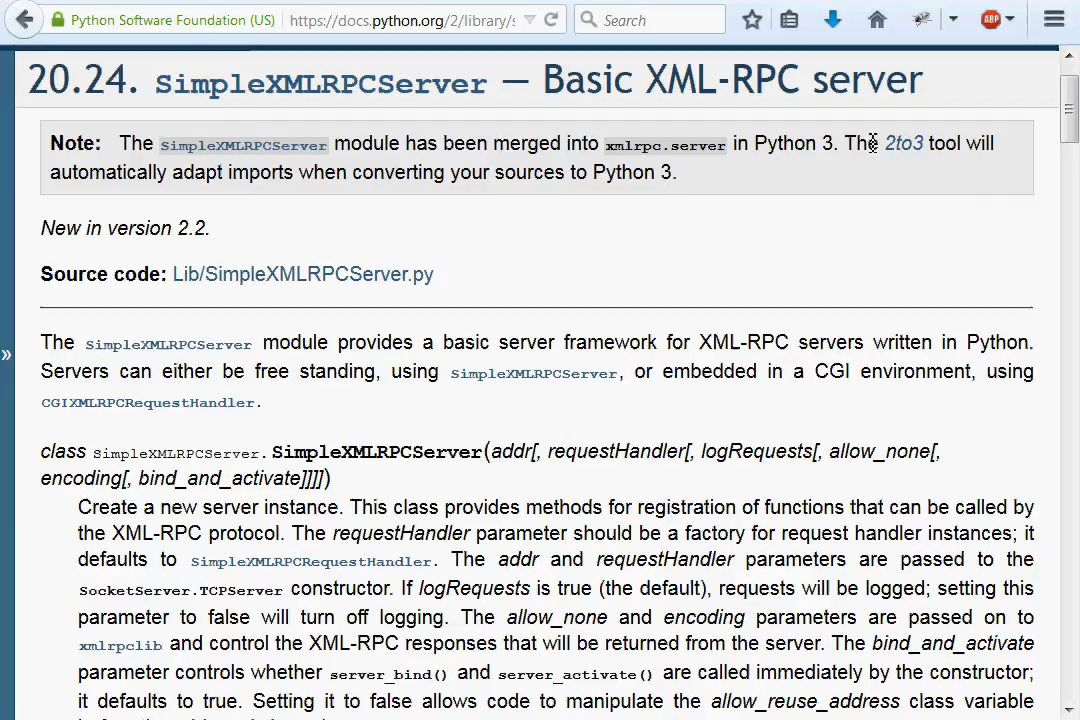 Python Software Foundation (US) https://docs.python.org/2/library/ Search ABP
20.24. SimpleXMLRPCServer — Basic XML-RPC server
Note: The SimpleXMLRPCServer module has been merged into xmlrpc.server in Python 3. The 2to3 tool will
automatically adapt imports when converting your sources to Python 3.
New in version 2.2.
Source code: Lib/SimpleXMLRPCServer.py
»
The SimpleXMLRPCServer module provides a basic server framework for XML-RPC servers written in Python.
Servers can either be free standing, using SimpleXMLRPCServer, or embedded in a CGI environment, using
CGIXMLRPCRequestHandler.
class SimpleXMLRPCServer.SimpleXMLRPCServer(addr[, requestHandler[, logRequests[, allow_none[,
encoding[, bind_and_activate]]]]])
Create a new server instance. This class provides methods for registration of functions that can be called by
the XML-RPC protocol. The requestHandler parameter should be a factory for request handler instances; it
defaults to SimpleXMLRPCRequestHandler. The addr and requestHandler parameters are passed to the
SocketServer.TCPServer constructor. If logRequests is true (the default), requests will be logged; setting this
parameter to false will turn off logging. The allow_none and encoding parameters are passed on to
xmlrpclib and control the XML-RPC responses that will be returned from the server. The bind_and_activate
parameter controls whether server_bind() and server_activate() are called immediately by the constructor;
it defaults to true. Setting it to false allows code to manipulate the allow_reuse_address class variable